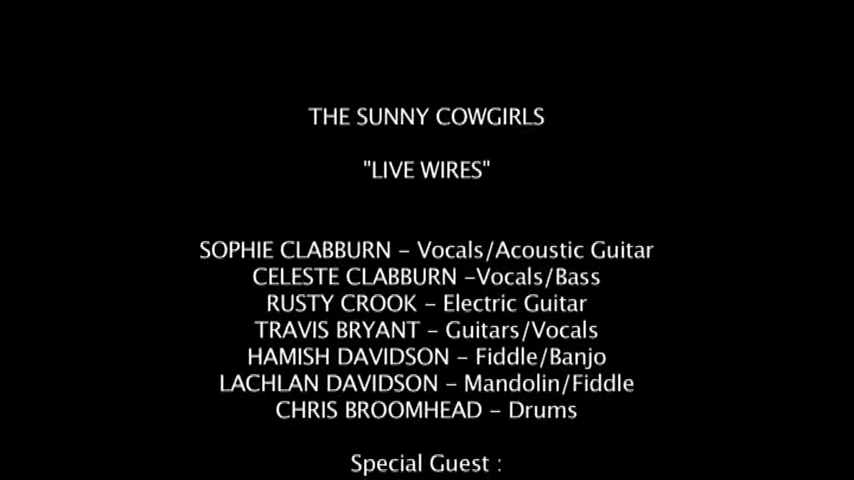 THE SUNNY COWGIRLS
"LIVE WIRES"
SOPHIE CLABBURN – Vocals/Acoustic Guitar
CELESTE CLABBURN –Vocals/Bass
RUSTY CROOK – Electric Guitar
TRAVIS BRYANT – Guitars/Vocals
HAMISH DAVIDSON – Fiddle/Banjo
LACHLAN DAVIDSON – Mandolin/Fiddle
CHRIS BROOMHEAD – Drums
Special Guest :